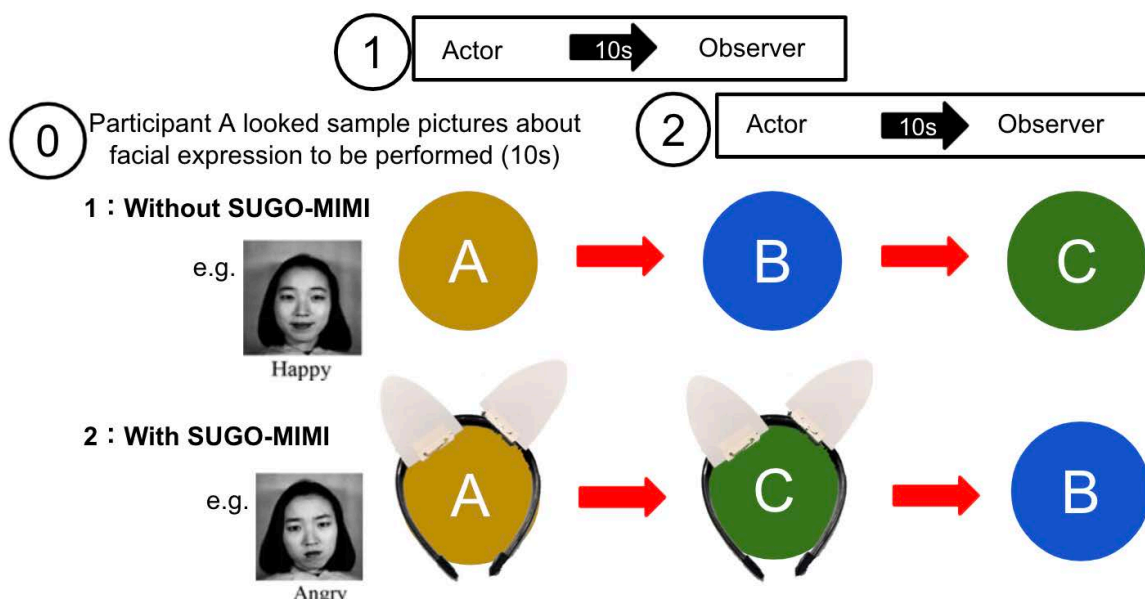 1
Actor 10s Observer
0
Participant A looked sample pictures about
facial expression to be performed (10s)
2
Actor 10s Observer
1：Without SUGO-MIMI
e.g.
Happy
A
B
C
2：With SUGO-MIMI
e.g.
Angry
A
C
B